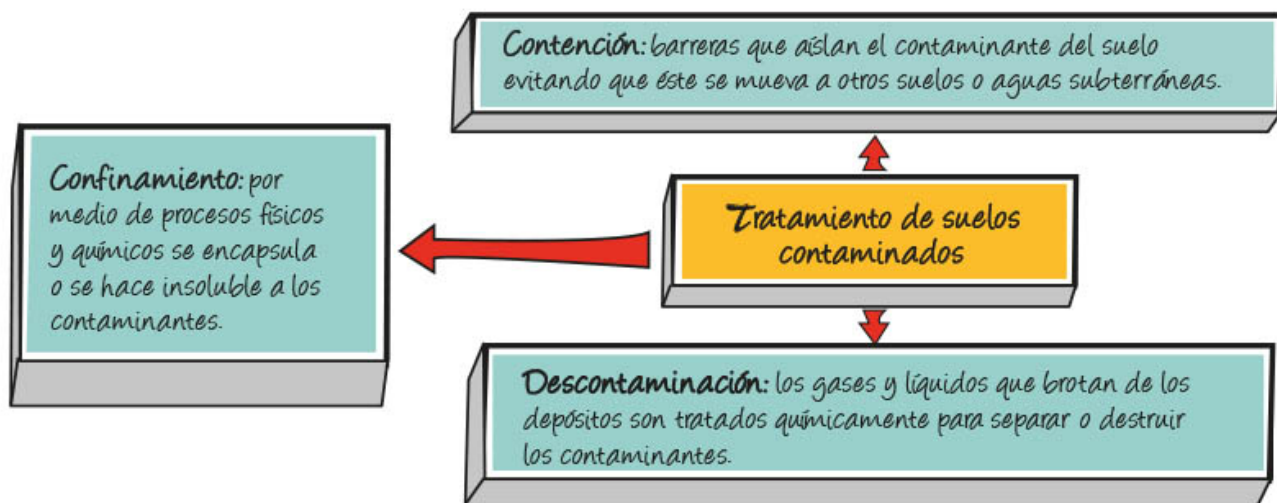 Contención: barreras que aíslan el contaminante del suelo
evitando que éste se mueva a otros suelos o aguas subterráneas.
Confinamiento: por
medio de procesos físicos
y químicos se encapsula
o se hace insoluble a los
contaminantes.
Tratamiento de suelos
contaminados
Descontaminación: los gases y líquidos que brotan de los
depósitos son tratados químicamente para separar o destruir
los contaminantes.